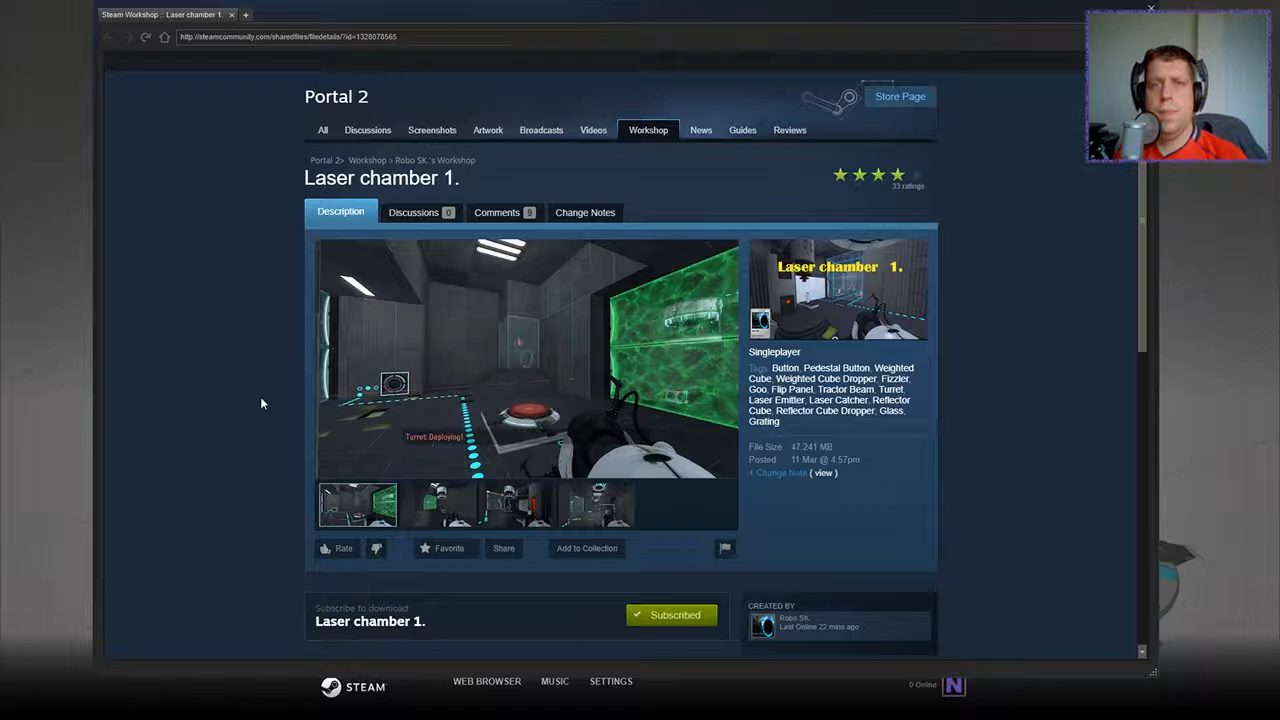 Steam Workshop :: Laser chamber 1.
http://steamcommunity.com/sharedfiles/filedetails/?id=1328078565
Portal 2
Store Page
All Discussions Screenshots Artwork Broadcasts Videos Workshop News Guides Reviews
Portal 2 > Workshop > Robo SK.'s Workshop
Laser chamber 1.
33 ratings
Description Discussions 0 Comments 9 Change Notes
Turret: Deploying!
Laser chamber 1.
Singleplayer
Tags: Button, Pedestal Button, Weighted
Cube, Weighted Cube Dropper, Fizzler,
Goo, Flip Panel, Tractor Beam, Turret,
Laser Emitter, Laser Catcher, Reflector
Cube, Reflector Cube Dropper, Glass,
Grating
File Size 47.241 MB
Posted 11 Mar @ 4:57pm
1 Change Note ( view )
Rate Favorite Share Add to Collection
Subscribe to download
Laser chamber 1.
Subscribed
CREATED BY
Robo SK.
Last Online 22 mins ago
STEAM WEB BROWSER MUSIC SETTINGS 0 Online N